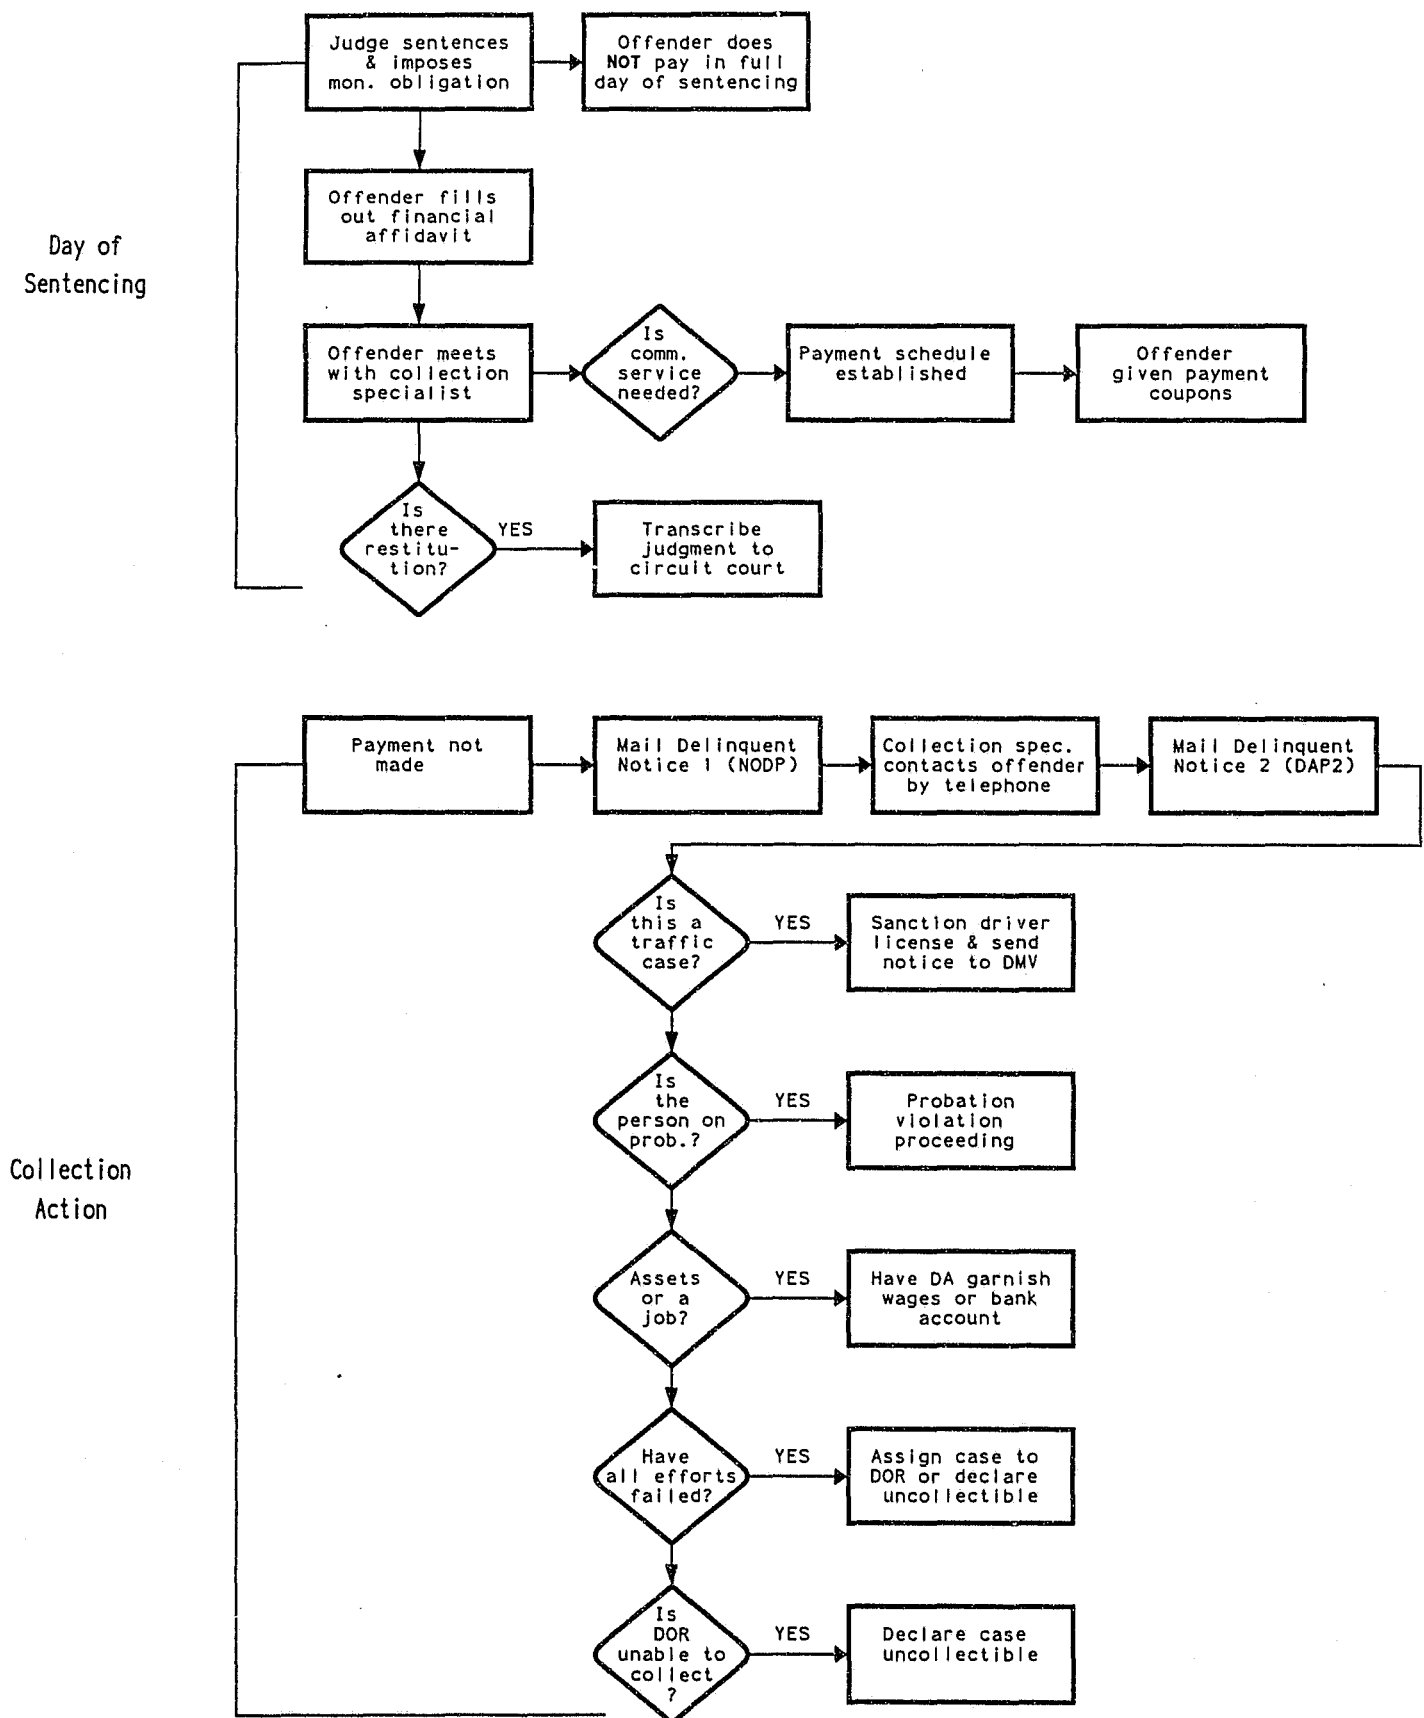 Judge sentences
& imposes
mon. obligation
Offender does
NOT pay in full
day of sentencing
Offender fills
out financial
affidavit
Day of
Sentencing
Offender meets
with collection
specialist
Is
comm.
service
needed?
Payment schedule
established
Offender
given payment
coupons
Is
there
restitu-
tion?
YES
Transcribe
judgment to
circuit court
Payment not
made
Mail Delinquent
Notice 1 (NODP)
Collection spec.
contacts offender
by telephone
Mail Delinquent
Notice 2 (DAP2)
Is
this a
traffic
case?
YES
Sanction driver
license & send
notice to DMV
Is
the
person on
prob.?
YES
Probation
violation
proceeding
Collection
Action
Assets
or a
job?
YES
Have DA garnish
wages or bank
account
Have
all efforts
failed?
YES
Assign case to
DOR or declare
uncollectible
Is
DOR
unable to
collect
?
YES
Declare case
uncollectible